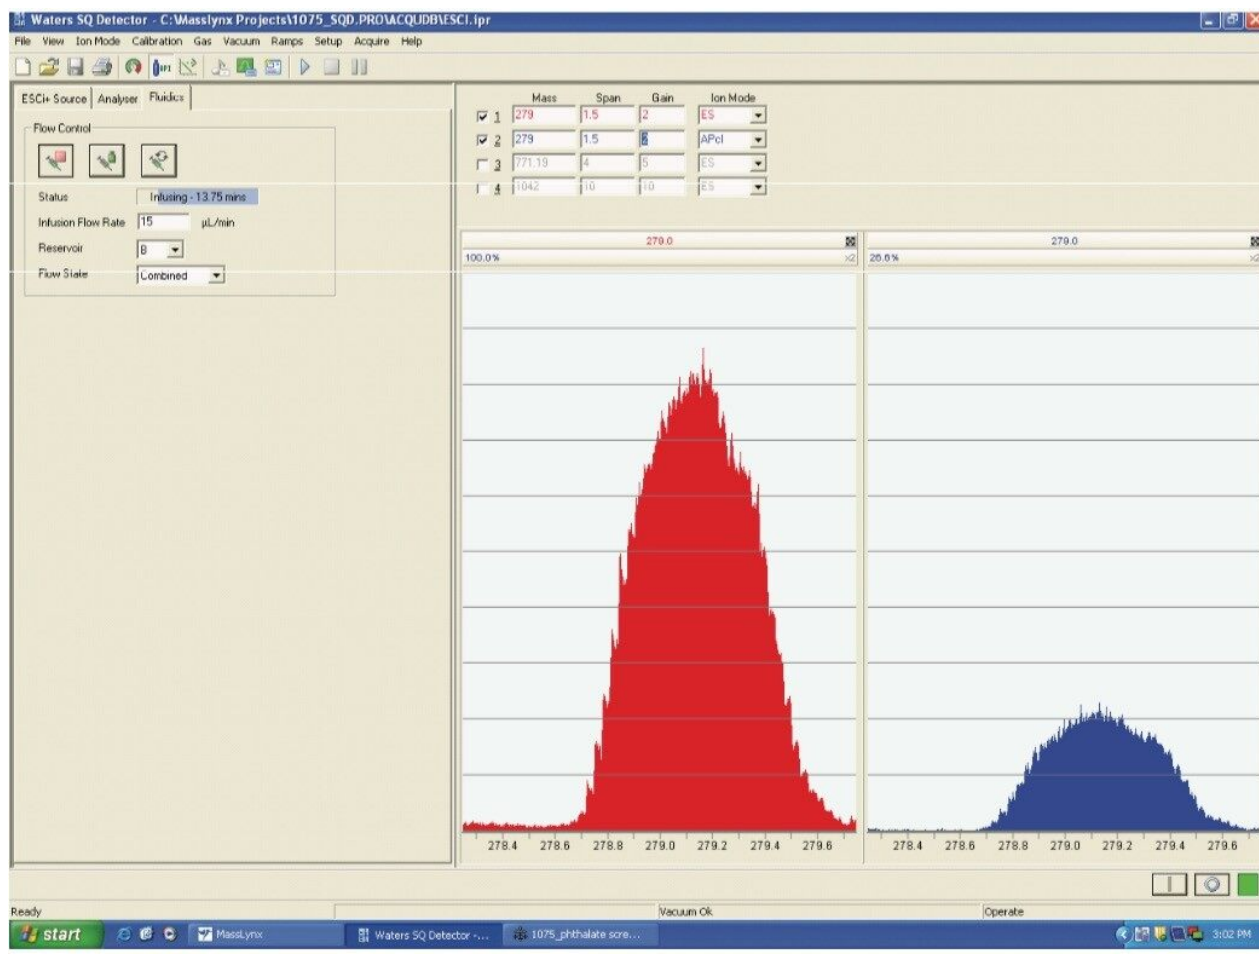 Waters SQ Detector - C:\Masslynx Projects\1075_SQD.PRO\ACQUDB\ESCI.ipr
File View Ion Mode Calibration Gas Vacuum Ramps Setup Acquire Help
ESCi+ Source Analyser Fluidics
Flow Control
Status Infusing - 13.75 mins
Infusion Flow Rate 15 µL/min
Reservoir B
Flow State Combined
Mass Span Gain Ion Mode
1 279 1.5 2 ES
2 279 1.5 2 APcI
3 771.19 4 5 ES
4 1042 10 10 ES
279.0 279.0
100.0% x2 26.6% x2
278.4 278.6 278.8 279.0 279.2 279.4 279.6 278.4 278.6 278.8 279.0 279.2 279.4 279.6
Ready Vacuum Ok Operate
start MassLynx Waters SQ Detector -... 1075_phthalate scre... 3:02 PM